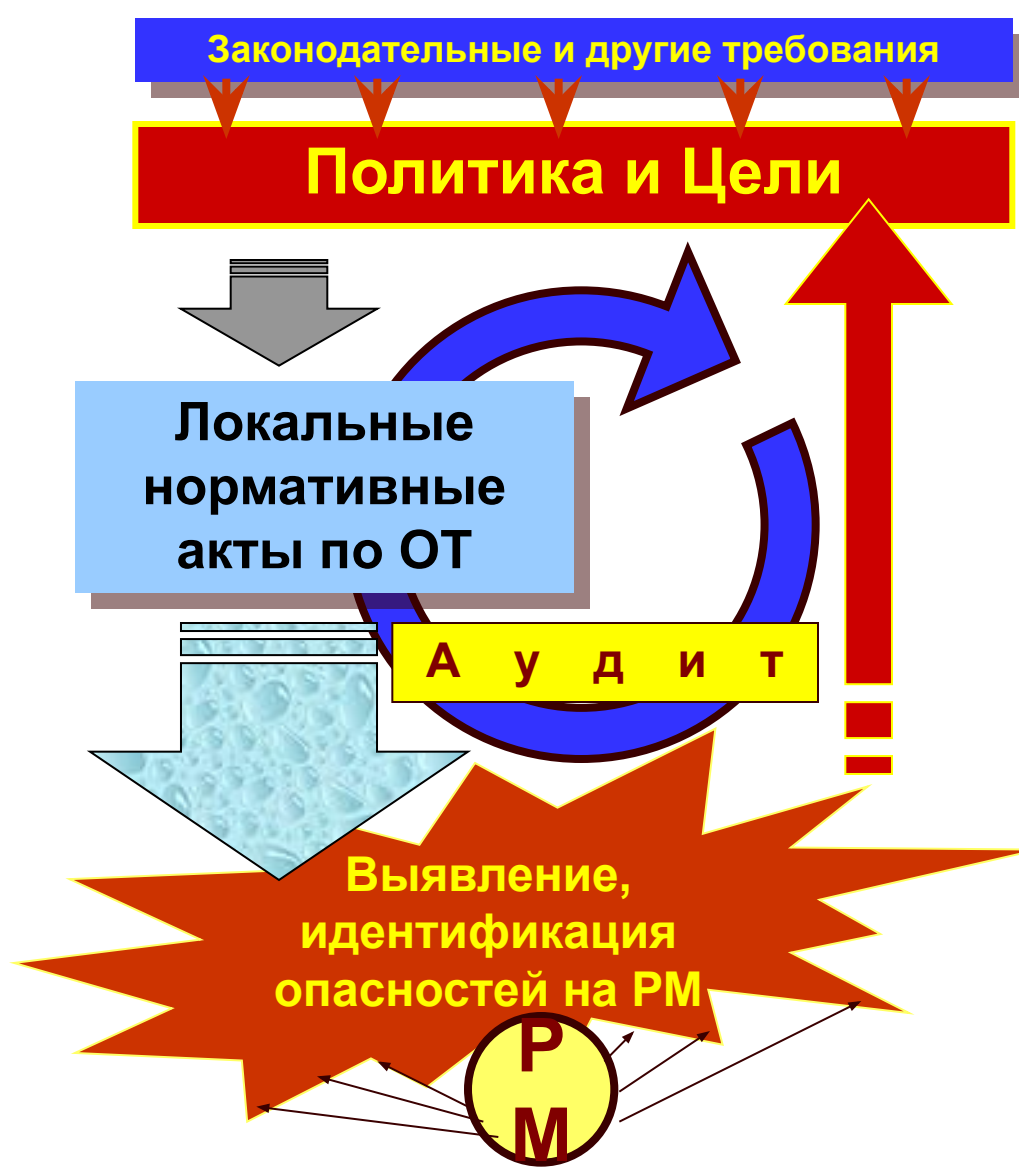 Законодательные и другие требования
Политика и Цели
Локальные
нормативные
акты по ОТ
А у д и т
Выявление,
идентификация
опасностей на РМ
Р
М